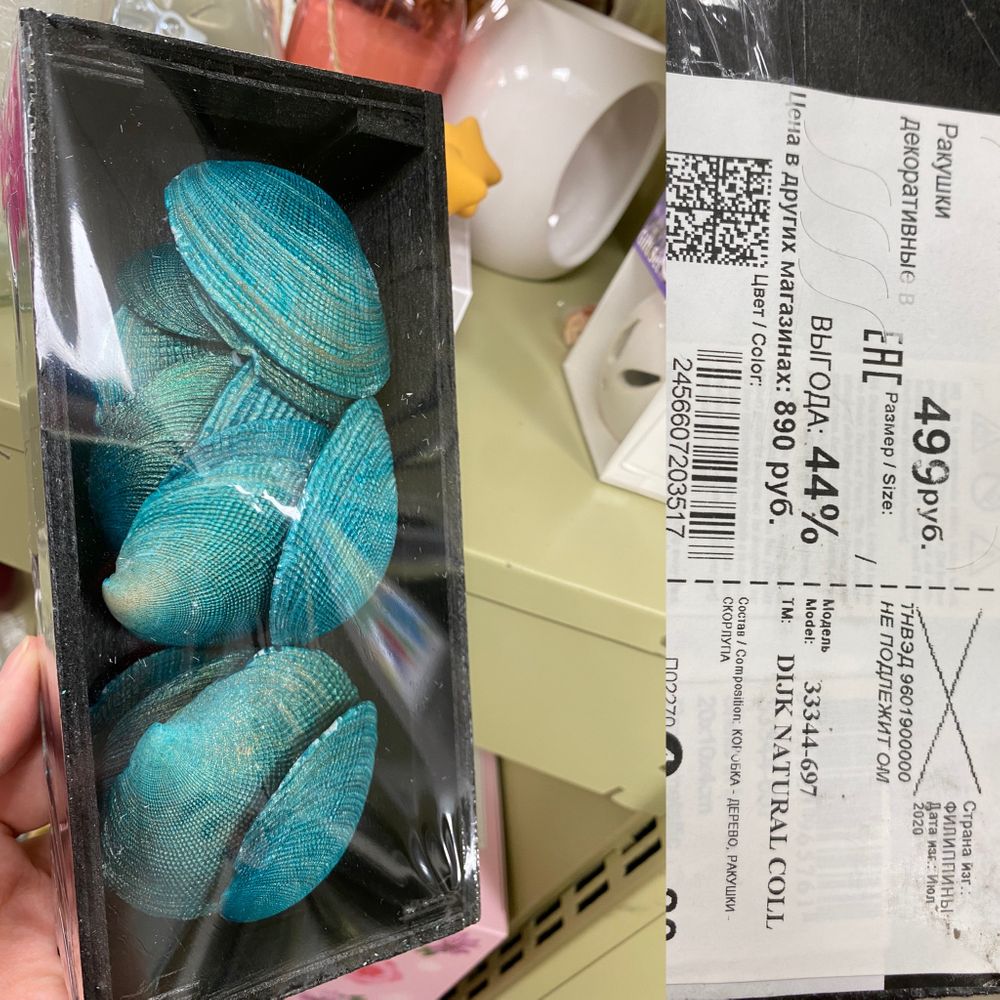 Ракушки
декоративные в
499руб.
EAC
Размер / Size:
/
ВЫГОДА: 44%
Цена в других магазинах: 890 руб.
Цвет / Color:
2456607203517
ТНВЭД 9601900000
НЕ ПОДЛЕЖИТ ОМ
Страна изг.:
ФИЛИППИНЫ
Дата изг.: Июл
2020
Модель
Model: 33344-697
TM: DIJK NATURAL COLL
Состав / Composition: КОРОБКА - ДЕРЕВО, РАКУШКИ -
СКОРЛУПА